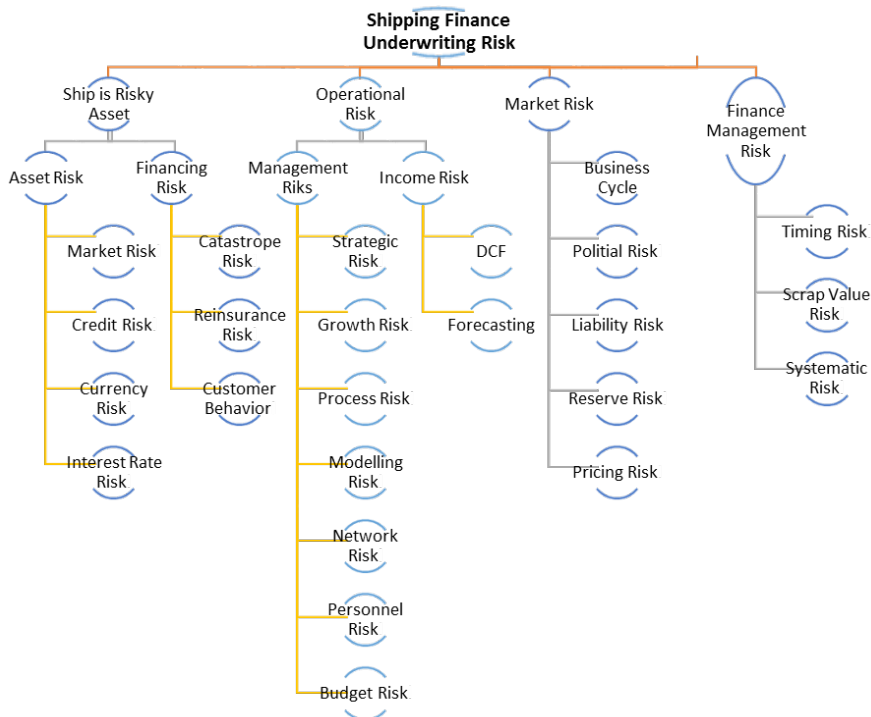 Shipping Finance
Underwriting Risk
Ship is Risky
Asset
Operational
Risk
Market Risk
Finance
Management
Risk
Asset Risk
Financing
Risk
Management
Riks
Income Risk
Business
Cycle
Market Risk
Catastrope
Risk
Strategic
Risk
DCF
Politial Risk
Timing Risk
Credit Risk
Reinsurance
Risk
Growth Risk
Forecasting
Liability Risk
Scrap Value
Risk
Currency
Risk
Customer
Behavior
Process Risk
Reserve Risk
Systematic
Risk
Interest Rate
Risk
Modelling
Risk
Pricing Risk
Network
Risk
Personnel
Risk
Budget Risk